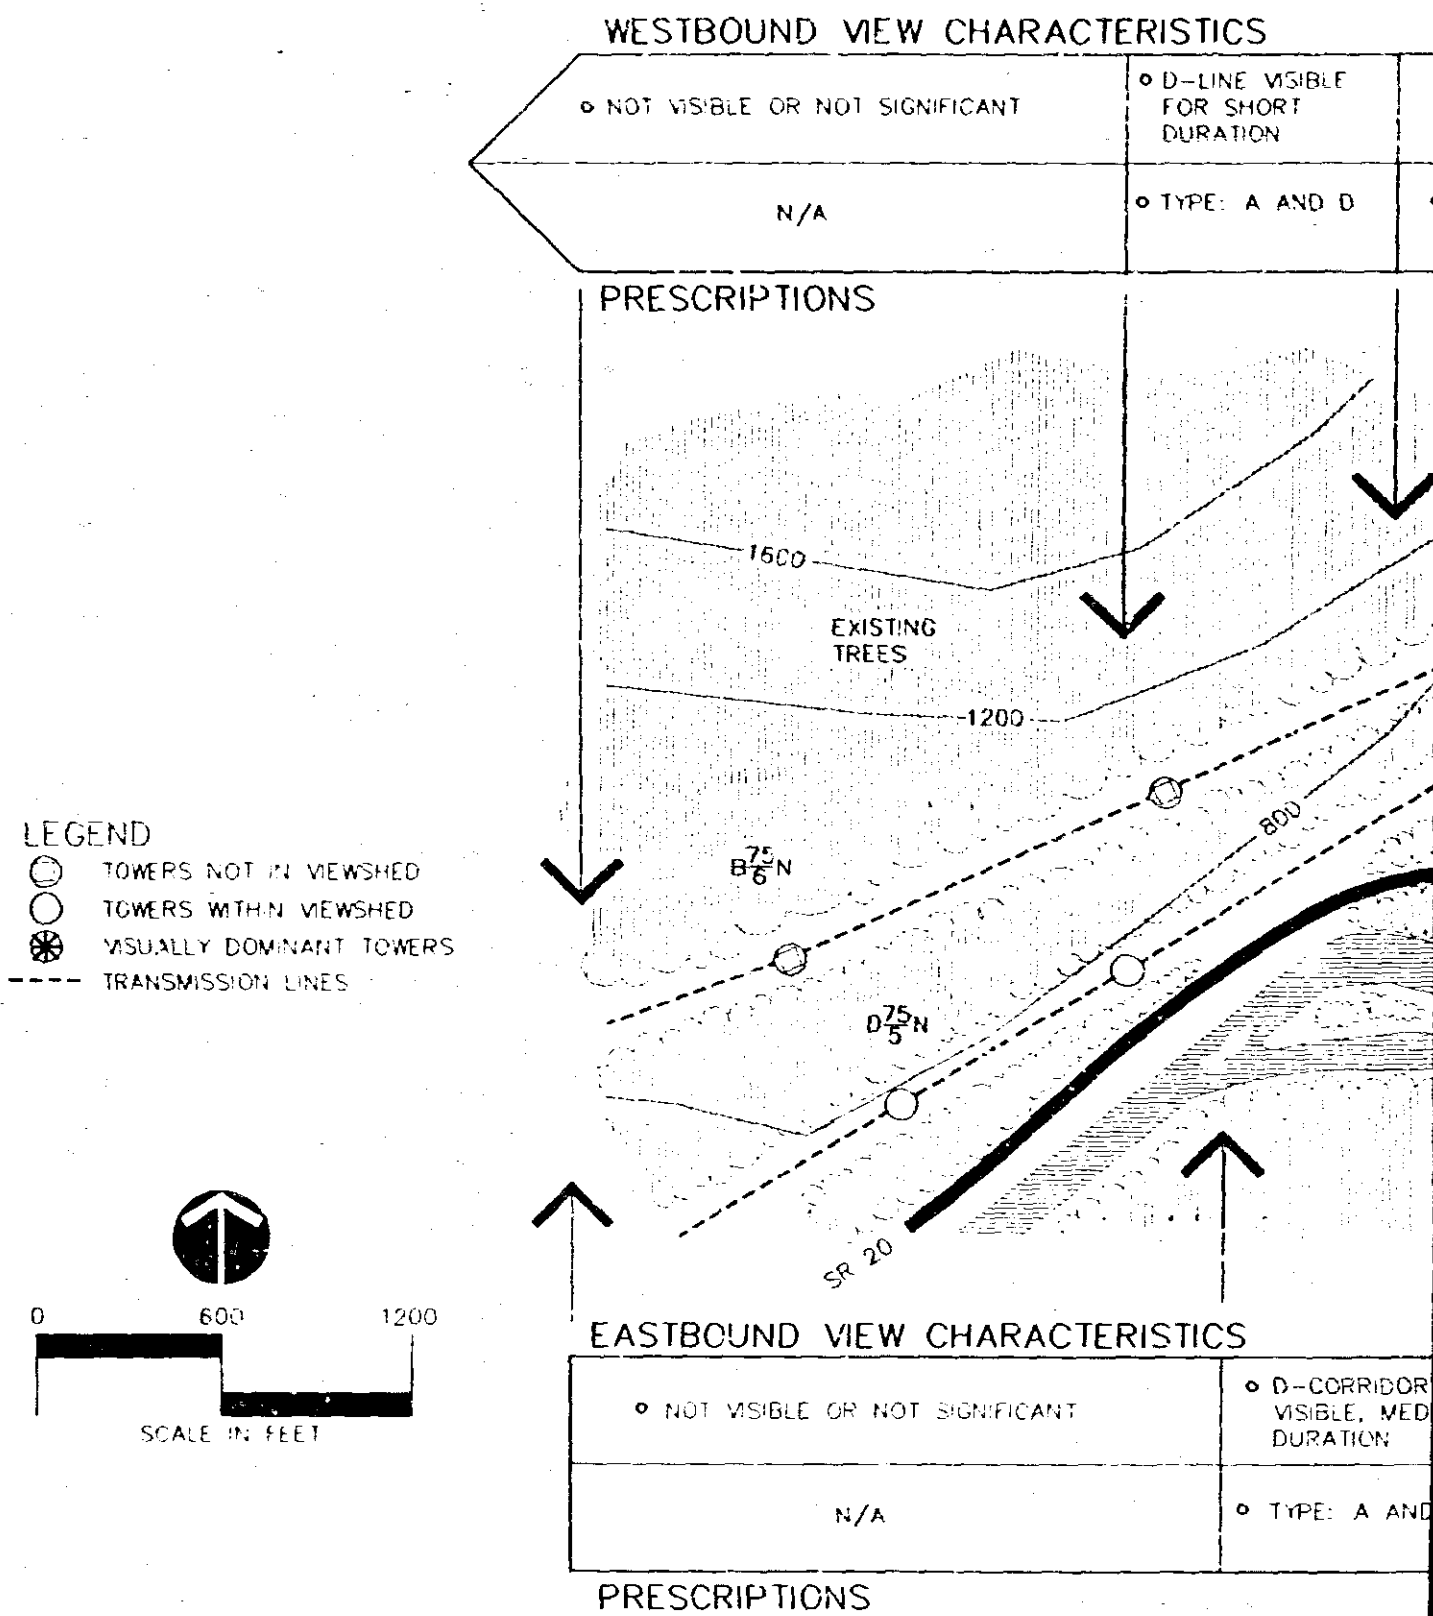 WESTBOUND VIEW CHARACTERISTICS
o NOT VISIBLE OR NOT SIGNIFICANT
o D-LINE VISIBLE
FOR SHORT
DURATION
N/A
o TYPE: A AND D
PRESCRIPTIONS
1600
EXISTING
TREES
1200
800
B 75/6 N
D 75/5 N
SR 20
LEGEND
TOWERS NOT IN VIEWSHED
TOWERS WITHIN VIEWSHED
VISUALLY DOMINANT TOWERS
TRANSMISSION LINES
0 600 1200
SCALE IN FEET
EASTBOUND VIEW CHARACTERISTICS
o NOT VISIBLE OR NOT SIGNIFICANT
o D-CORRIDOR
VISIBLE, MED
DURATION
N/A
o TYPE: A AND
PRESCRIPTIONS